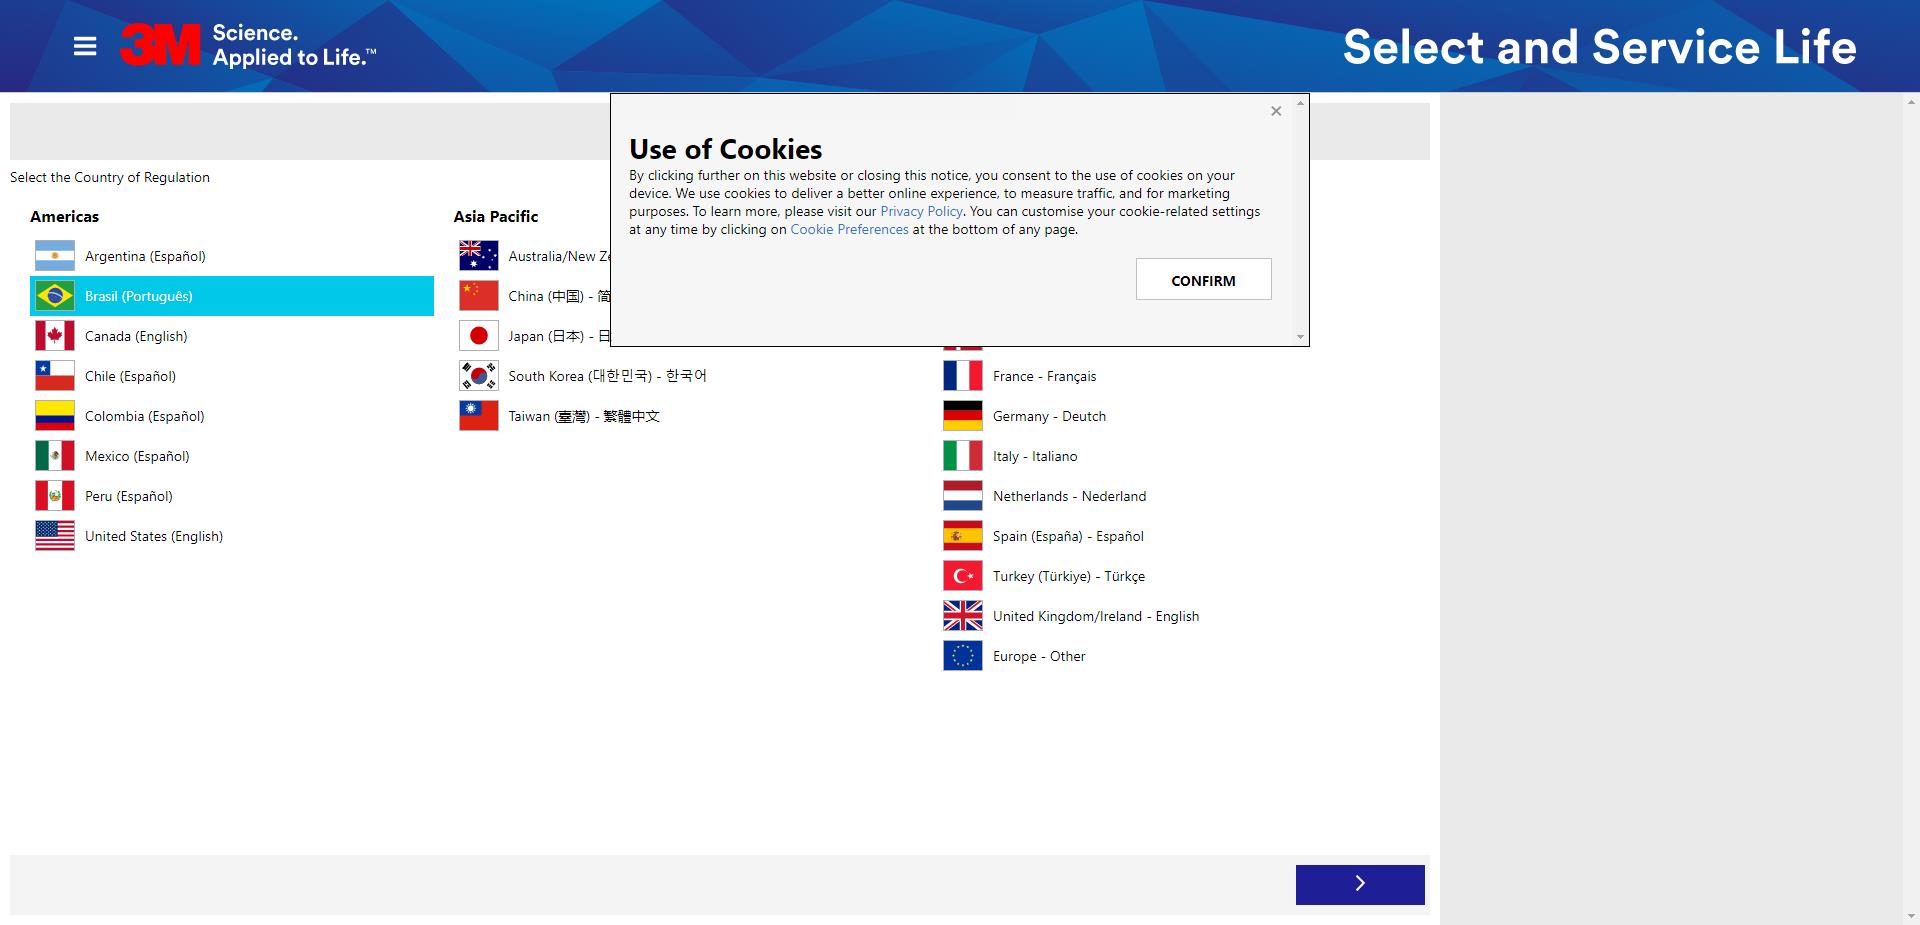 3M Science.
Applied to Life.™
Select and Service Life
Use of Cookies
By clicking further on this website or closing this notice, you consent to the use of cookies on your
device. We use cookies to deliver a better online experience, to measure traffic, and for marketing
purposes. To learn more, please visit our Privacy Policy. You can customise your cookie-related settings
at any time by clicking on Cookie Preferences at the bottom of any page.
CONFIRM
Select the Country of Regulation
Americas
Argentina (Español)
Brasil (Português)
Canada (English)
Chile (Español)
Colombia (Español)
Mexico (Español)
Peru (Español)
United States (English)
Asia Pacific
Australia/New
China (中国) - 简
Japan (日本) - 日
South Korea (대한민국) - 한국어
Taiwan (臺灣) - 繁體中文
France - Français
Germany - Deutch
Italy - Italiano
Netherlands - Nederland
Spain (España) - Español
Turkey (Türkiye) - Türkçe
United Kingdom/Ireland - English
Europe - Other